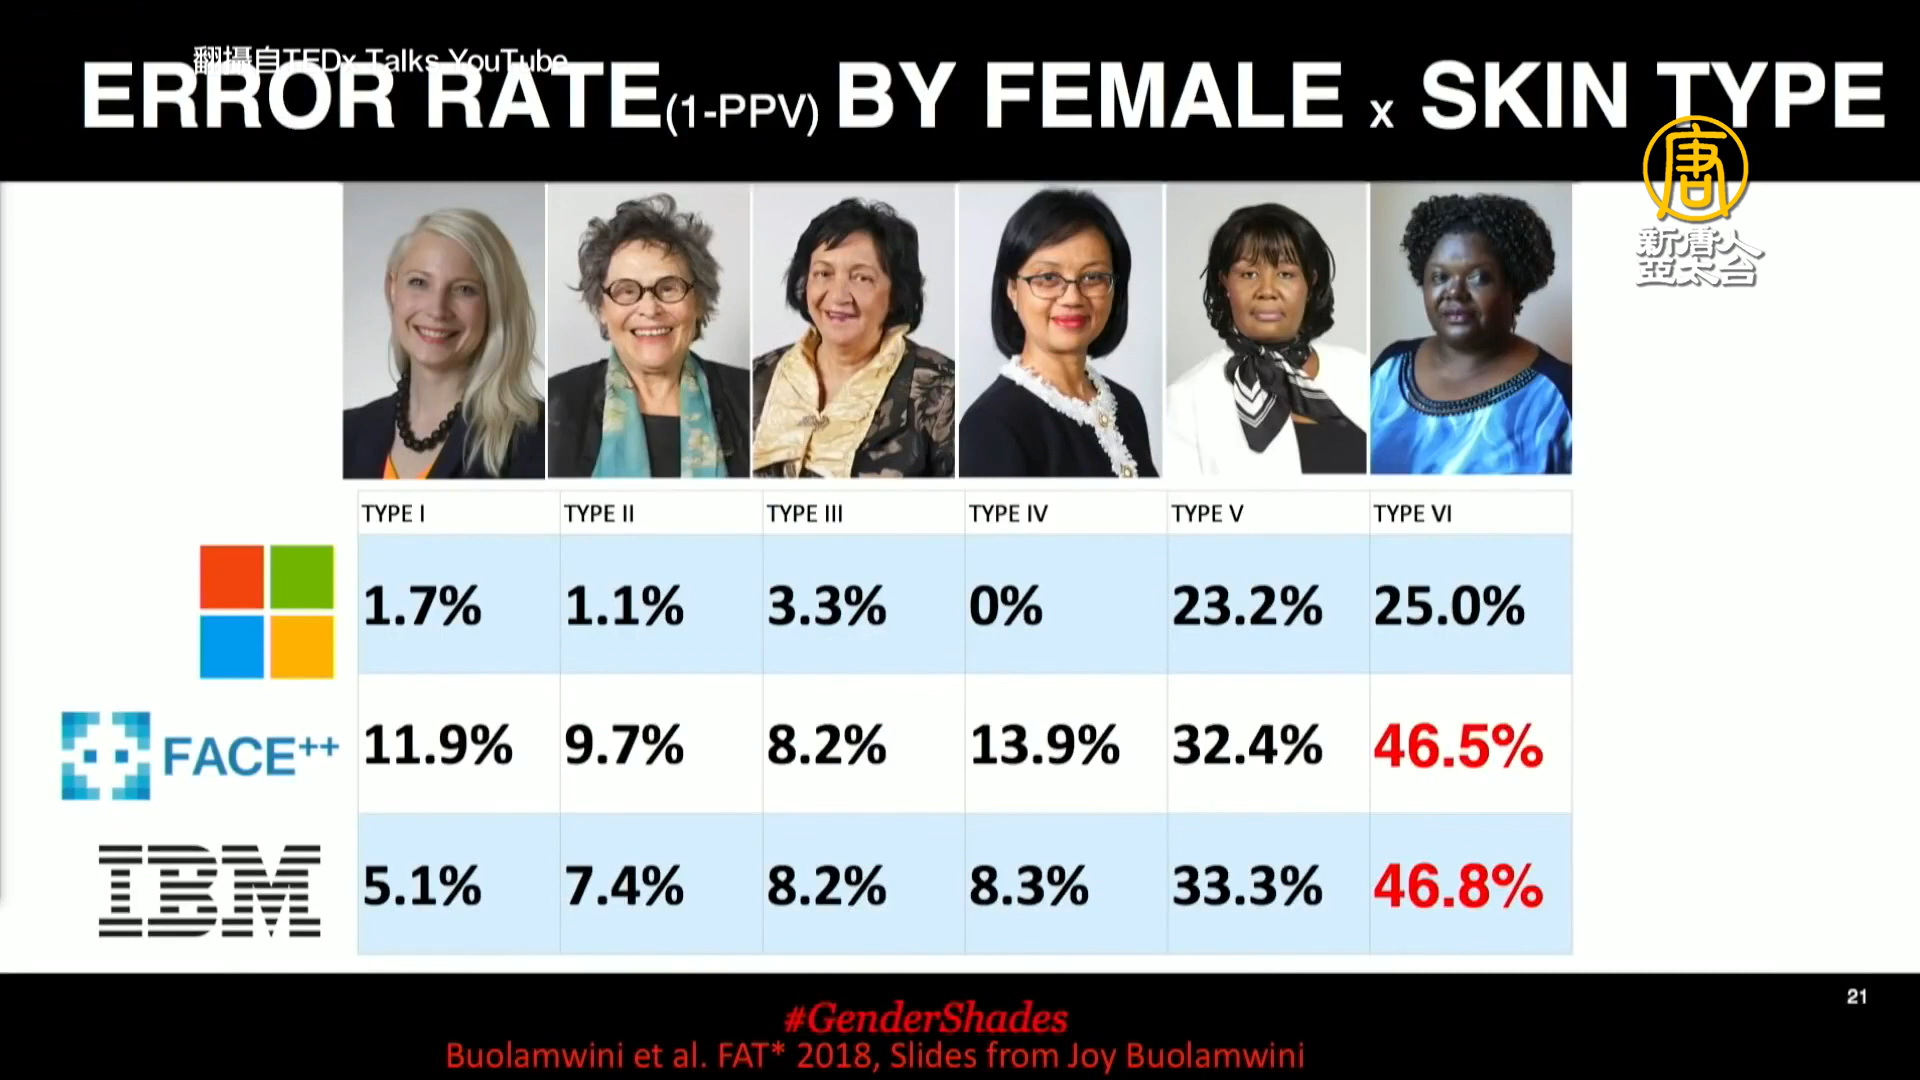 翻攝自TEDx Talks YouTube
ERROR RATE(1-PPV) BY FEMALE x SKIN TYPE
唐
新唐人
亞太台
TYPE I TYPE II TYPE III TYPE IV TYPE V TYPE VI
1.7% 1.1% 3.3% 0% 23.2% 25.0%
FACE++ 11.9% 9.7% 8.2% 13.9% 32.4% 46.5%
IBM 5.1% 7.4% 8.2% 8.3% 33.3% 46.8%
21
#GenderShades
Buolamwini et al. FAT* 2018, Slides from Joy Buolamwini